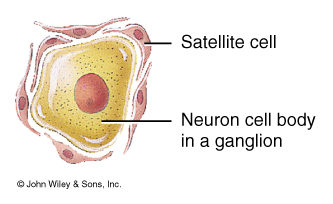 Satellite cell
Neuron cell body
in a ganglion
© John Wiley & Sons, Inc.